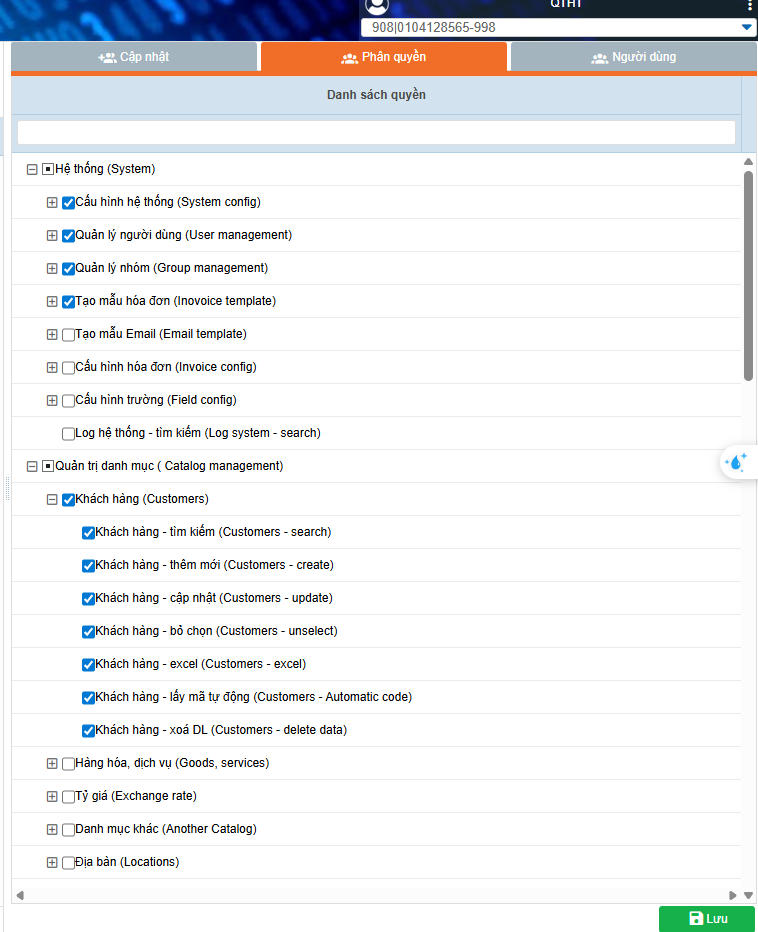 QTHT
908|0104128565-998
Cập nhật
Phân quyền
Người dùng
Danh sách quyền
Hệ thống (System)
Cấu hình hệ thống (System config)
Quản lý người dùng (User management)
Quản lý nhóm (Group management)
Tạo mẫu hóa đơn (Inovoice template)
Tạo mẫu Email (Email template)
Cấu hình hóa đơn (Invoice config)
Cấu hình trường (Field config)
Log hệ thống - tìm kiếm (Log system - search)
Quản trị danh mục ( Catalog management)
Khách hàng (Customers)
Khách hàng - tìm kiếm (Customers - search)
Khách hàng - thêm mới (Customers - create)
Khách hàng - cập nhật (Customers - update)
Khách hàng - bỏ chọn (Customers - unselect)
Khách hàng - excel (Customers - excel)
Khách hàng - lấy mã tự động (Customers - Automatic code)
Khách hàng - xoá DL (Customers - delete data)
Hàng hóa, dịch vụ (Goods, services)
Tỷ giá (Exchange rate)
Danh mục khác (Another Catalog)
Địa bàn (Locations)
Lưu